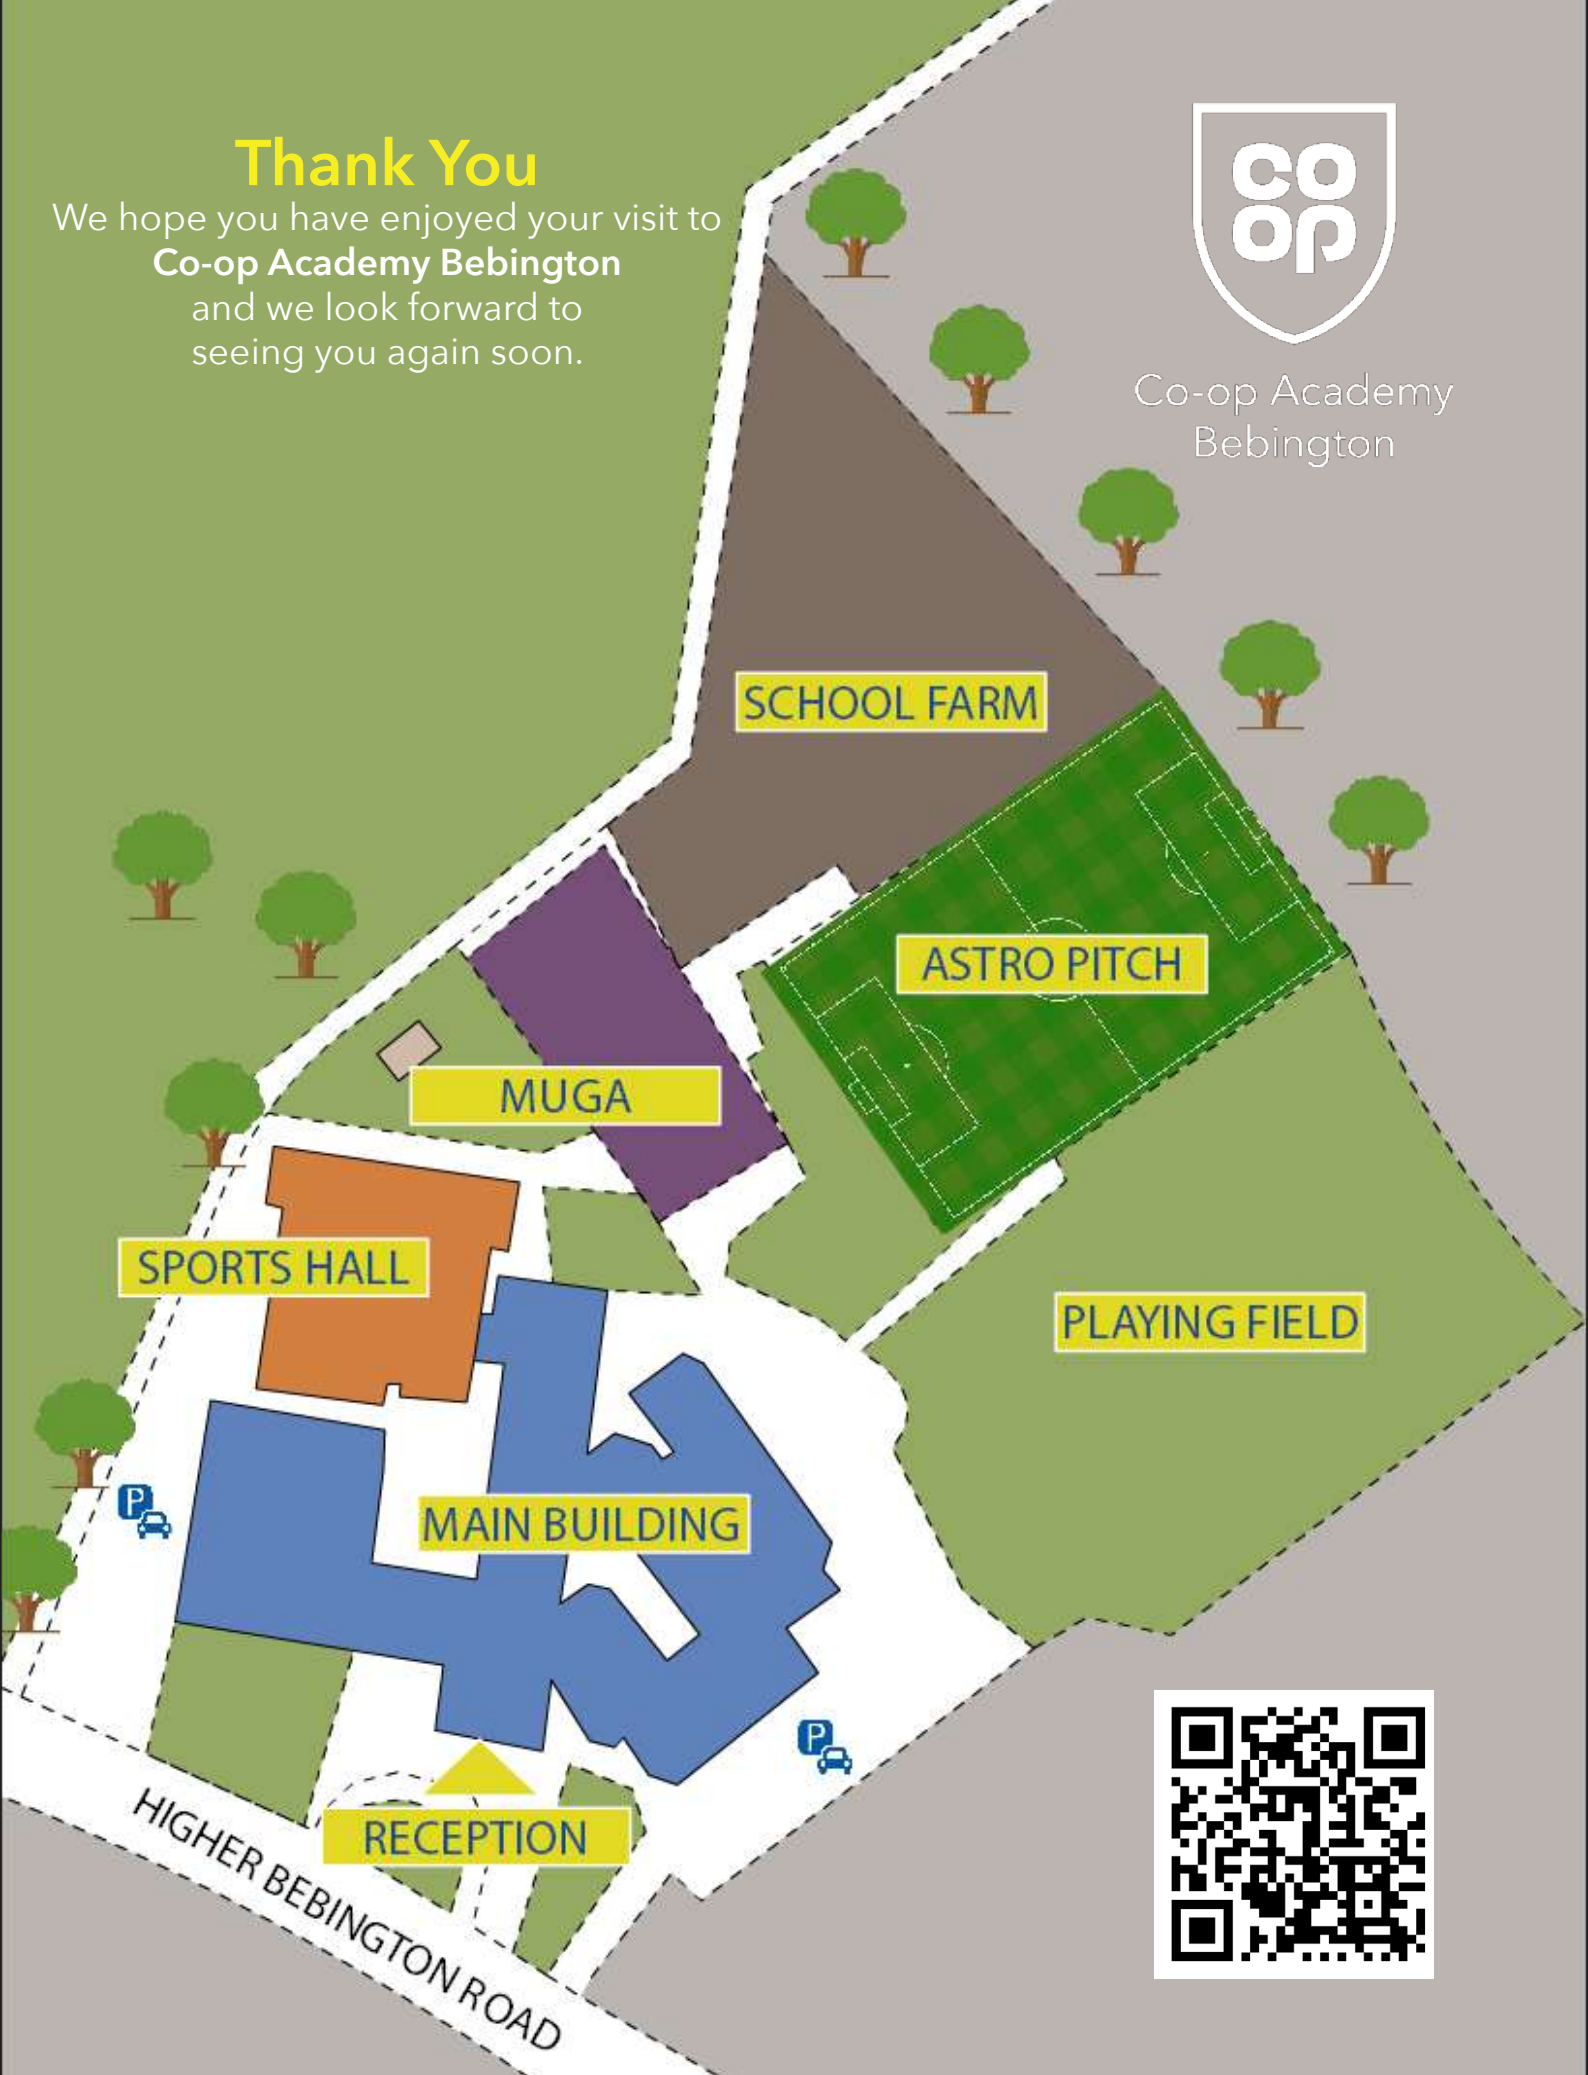 Thank You
We hope you have enjoyed your visit to
Co-op Academy Bebington
and we look forward to
seeing you again soon.
co
op
Co-op Academy
Bebington
SCHOOL FARM
ASTRO PITCH
MUGA
SPORTS HALL
PLAYING FIELD
P
MAIN BUILDING
P
RECEPTION
HIGHER BEBINGTON ROAD